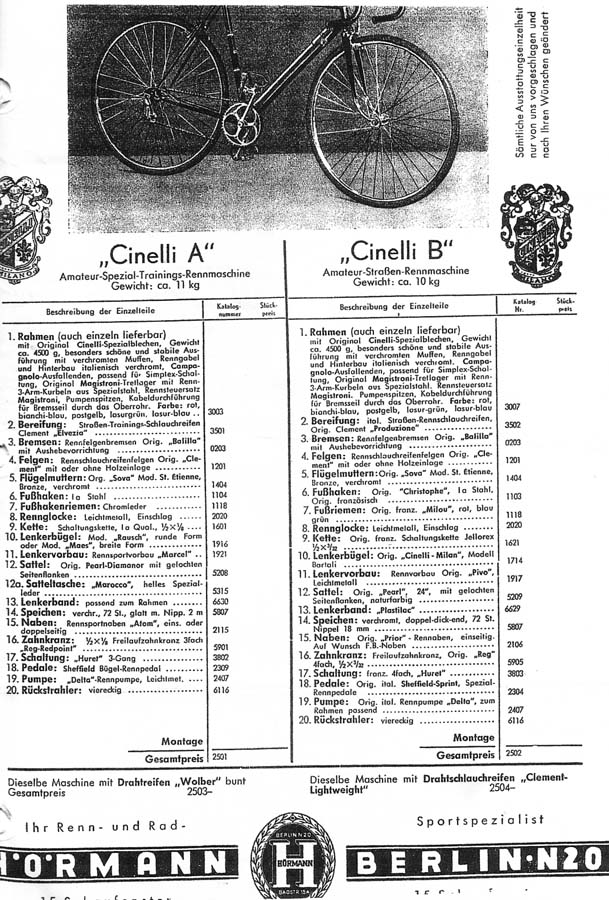 Sämtliche Ausstattungseinzelheiten
nur von uns vorgeschlagen und
nach Ihren Wünschen geändert
MILANO
MILANO
„Cinelli A"
Amateur-Spezial-Trainings-Rennmaschine
Gewicht: ca. 11 kg
Beschreibung der Einzelteile
Katalog-
nummer
Stück-
preis
1. Rahmen (auch einzeln lieferbar)
mit Original Cinelli-Spezialblechen, Gewicht
ca. 4500 g, besonders schöne und stabile Aus-
führung mit verchromten Muffen, Renngabel
und Hinterbau italienisch verchromt, Campa-
gnolo-Ausfallenden, passend für Simplex-Schal-
tung, Original Magistroni-Tretlager mit Renn-
3-Arm-Kurbeln aus Spezialstahl, Rennsteuersatz
Magistroni, Pumpenspitzen, Kabeldurchführung
für Bremsseil durch das Oberrohr. Farbe: rot,
bianchi-blau, postgelb, lasurgrün, lasur-blau .. 3003
2. Bereifung: Straßen-Trainings-Schlauchreifen
Clement „Elvezia" 3501
3. Bremsen: Rennfelgenbremsen Orig. „Balilla"
mit Aushebevorrichtung 0203
4. Felgen: Rennschlauchreifenfelgen Orig. „Cle-
ment" mit oder ohne Holzeinlage 1201
5. Flügelmuttern: Orig. „Sova" Mod. St. Etienne,
Bronze, verchromt 1404
6. Fußhaken: Ia Stahl 1104
7. Fußhakenriemen: Chromleder 1118
8. Rennglocke: Leichtmetall, Einschlag 2020
9. Kette: Schaltungskette, Ia Qual., ½×⅛ 1601
10. Lenkerbügel: Mod. „Rausch", runde Form
oder Mod. „Maes", breite Form 1916
11. Lenkervorbau: Rennsportvorbau „Marcel" .. 1921
12. Sattel: Orig. Pearl-Diamanor mit gelochten
Seitenflanken 5208
12a. Satteltasche: „Marocco", helles Spezial-
leder 5315
13. Lenkerband: passend zum Rahmen 6630
14. Speichen: verchr., 72 St., glatt m. Nipp. 2 m 5807
15. Naben: Rennsportnaben „Atom", eins. oder
doppelseitig 2115
16. Zahnkranz: ½×⅛ Freilaufzahnkranz 3fach
„Reg-Redpoint" 5901
17. Schaltung: „Huret" 3-Gang 3802
18. Pedale: Sheffield Bügel-Rennpedal 2309
19. Pumpe: „Delta"-Rennpumpe, Leichtmet. 2407
20. Rückstrahler: viereckig 6116
Montage
Gesamtpreis 2501
„Cinelli B"
Amateur-Straßen-Rennmaschine
Gewicht: ca. 10 kg
Beschreibung der Einzelteile
Katalog
Nr.
Stück-
preis
1. Rahmen (auch einzeln lieferbar)
mit Original Cinelli-Spezialblechen, Gewicht
ca. 4500 g, besonders schöne und stabile Aus-
führung mit verchromten Muffen, Renngabel
und Hinterbau italienisch verchromt, Campa-
gnolo-Ausfallenden, passend für Simplex-Schal-
tung, Original Magistroni-Tretlager mit Renn-
3-Arm-Kurbeln aus Spezialstahl. Rennsteuersatz
Magistroni. Pumpenspitzen, Kabeldurchführung
für Bremsseil durch das Oberrohr. Farbe: rot,
bianchi-blau, postgelb, lasur-grün, lasur-blau 3007
2. Bereifung: ital. Straßen-Rennschlauchreifen,
Orig. Clement „Produzione" 3502
3. Bremsen: Rennfelgenbremsen Orig. „Balilla"
mit Aushebevorrichtung 0203
4. Felgen: Rennschlauchreifenfelgen Orig. „Cle-
ment" mit oder ohne Holzeinlage 1201
5. Flügelmuttern: Orig. „Sova" Mod. St. Etienne,
Bronze, verchromt 1404
6. Fußhaken: Orig. "Christophe", Ia Stahl,
Orig. französisch 1103
7. Fußriemen: Orig. franz. „Milou", rot, blau
grün 1118
8. Rennglocke: Leichtmetall, Einschlag 2020
9. Kette: Orig. franz. Schaltungskette Jellorex
½×³⁄₃₂ 1621
10. Lenkerbügel: Orig. „Cinelli - Milan", Modell
Bartali 1714
11. Lenkervorbau: Rennvorbau Orig. „Pivo",
Leichtmetall 1917
12. Sattel: Orig. „Pearl", 24", mit gelochten
Seitenflanken, naturfarbig 5209
13. Lenkerband: „Plastiloc" 6629
14. Speichen: verchromt, doppel-dick-end, 72 St.
Nippel 18 mm 5807
15. Naben: Orig. „Prior" - Rennaben, einseitig.
Auf Wunsch F.B.-Naben 2106
16. Zahnkranz: Freilaufzahnkranz, Orig. „Reg"
4fach, ½×³⁄₃₂ 5905
17. Schaltung: franz. 4fach, „Huret" 3803
18. Pedale: Orig. ital. Sheffield-Sprint, Spezial-
Rennpedale 2304
19. Pumpe: Orig. ital. Rennpumpe „Delta", zum
Rahmen passend 2407
20. Rückstrahler: viereckig 6116
Montage
Gesamtpreis 2502
Dieselbe Maschine mit Drahtreifen „Wolber" bunt
Gesamtpreis 2503–
Dieselbe Maschine mit Drahtschlauchreifen „Clement-
Lightweight" 2504–
Ihr Renn- und Rad-
Sportspezialist
BERLIN N20
H
HÖRMANN
BADSTR. 15A
HÖRMANN
BERLIN·N20